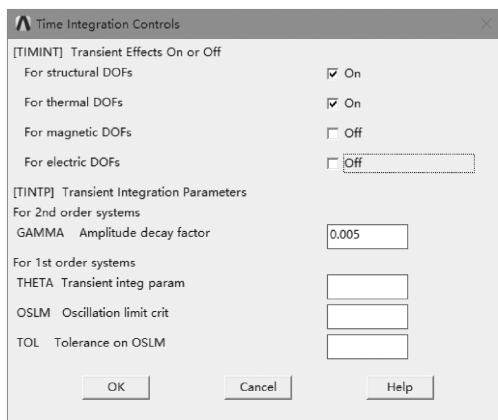 Time Integration Controls
[TIMINT] Transient Effects On or Off
For structural DOFs On
For thermal DOFs On
For magnetic DOFs Off
For electric DOFs Off
[TINTP] Transient Integration Parameters
For 2nd order systems
GAMMA Amplitude decay factor 0.005
For 1st order systems
THETA Transient integ param
OSLM Oscillation limit crit
TOL Tolerance on OSLM
OK Cancel Help